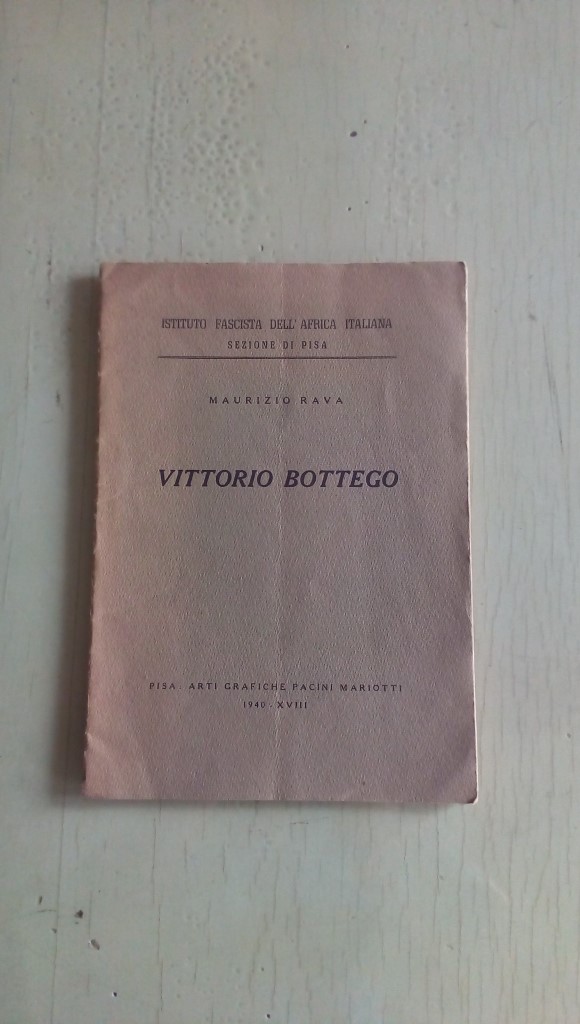 ISTITUTO FASCISTA DELL'AFRICA ITALIANA
SEZIONE DI PISA
MAURIZIO RAVA
VITTORIO BOTTEGO
PISA . ARTI GRAFICHE PACINI MARIOTTI
1940 - XVIII